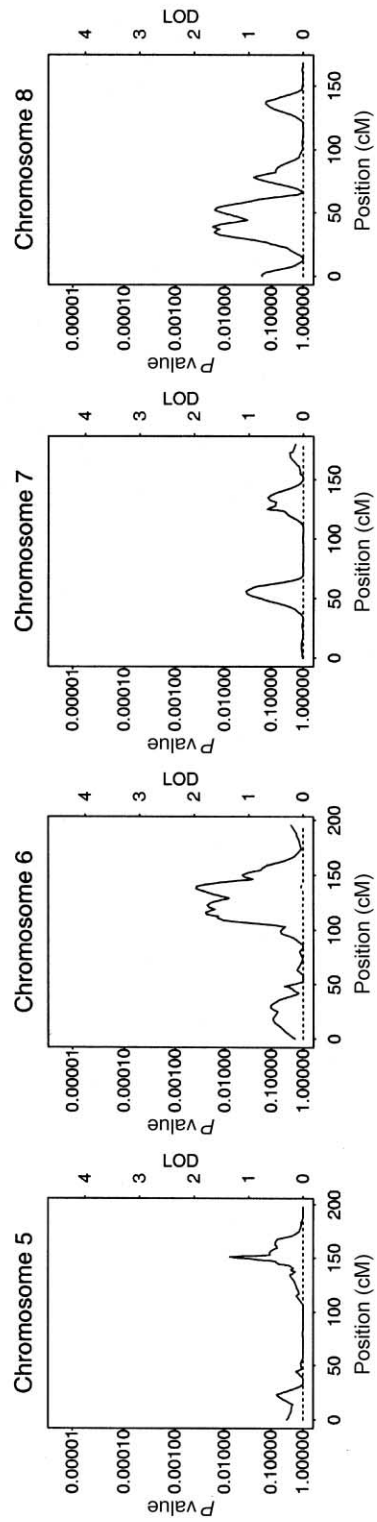 Chromosome 5
P value
0.00001
0.00010
0.00100
0.01000
0.10000
1.00000
LOD
4
3
2
1
0
0 50 100 150 200
Position (cM)
Chromosome 6
P value
0.00001
0.00010
0.00100
0.01000
0.10000
1.00000
LOD
4
3
2
1
0
0 50 100 150 200
Position (cM)
Chromosome 7
P value
0.00001
0.00010
0.00100
0.01000
0.10000
1.00000
LOD
4
3
2
1
0
0 50 100 150
Position (cM)
Chromosome 8
P value
0.00001
0.00010
0.00100
0.01000
0.10000
1.00000
LOD
4
3
2
1
0
0 50 100 150
Position (cM)